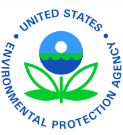 UNITED STATES
ENVIRONMENTAL PROTECTION AGENCY